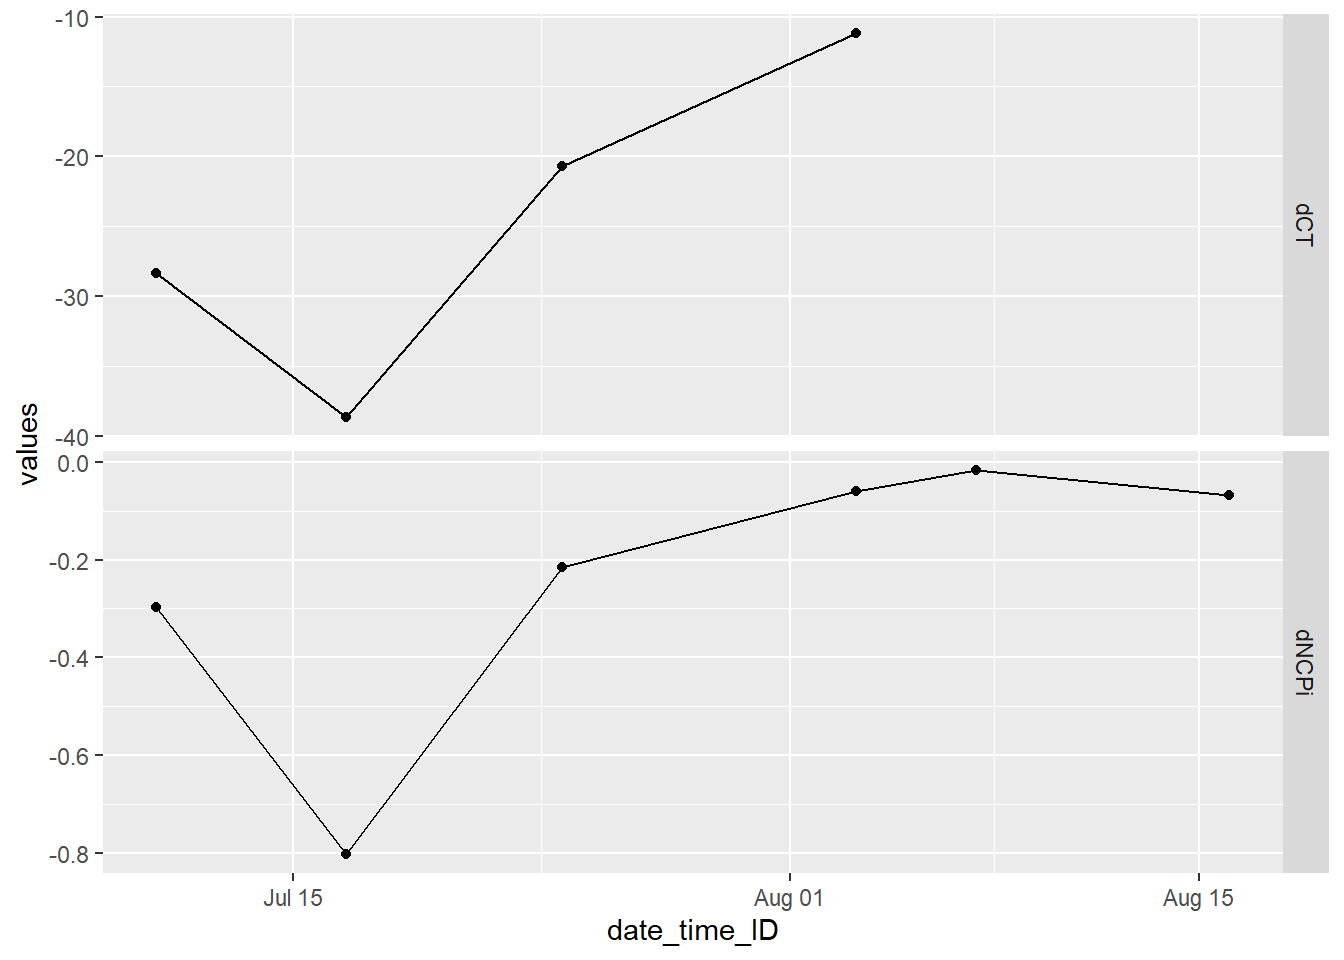 -10
-20
-30
-40
dCT
values
0.0
-0.2
-0.4
-0.6
-0.8
dNCPi
Jul 15
Aug 01
Aug 15
date_time_ID